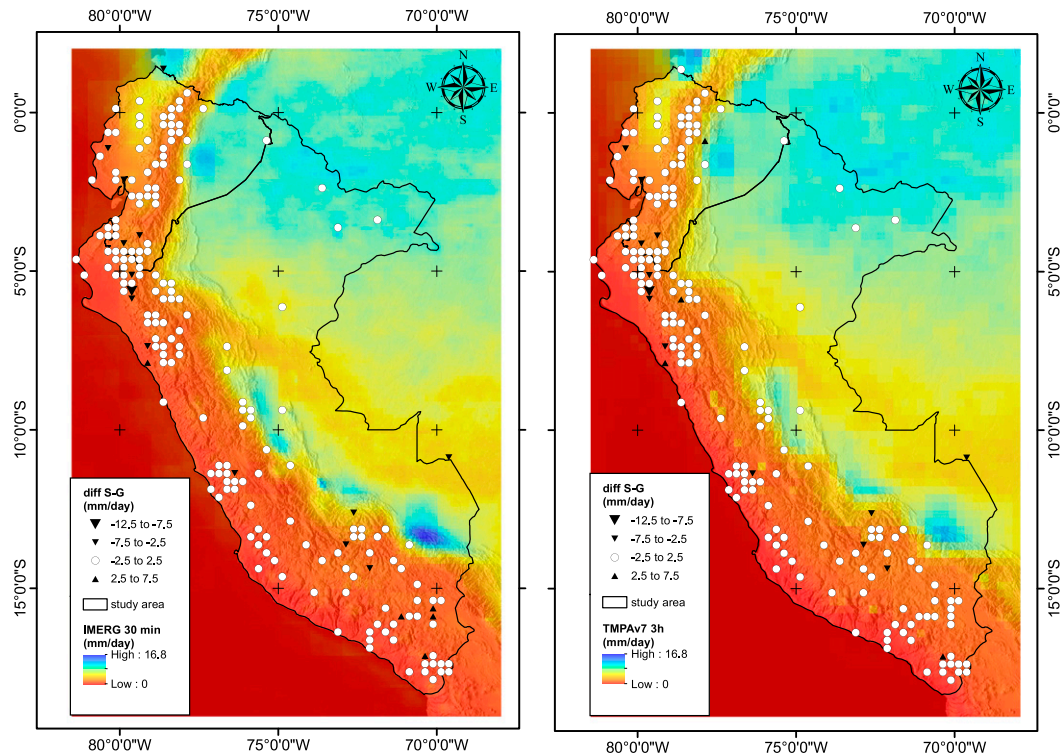 80°0'0"W 75°0'0"W 70°0'0"W
0°0'0"
5°0'0"S
10°0'0"S
15°0'0"S
N
W E
S
diff S-G
(mm/day)
-12.5 to -7.5
-7.5 to -2.5
-2.5 to 2.5
2.5 to 7.5
study area
IMERG 30 min
(mm/day)
High : 16.8
Low : 0
80°0'0"W 75°0'0"W 70°0'0"W
80°0'0"W 75°0'0"W 70°0'0"W
N
W E
S
0°0'0"
5°0'0"S
10°0'0"S
15°0'0"S
diff S-G
(mm/day)
-12.5 to -7.5
-7.5 to -2.5
-2.5 to 2.5
2.5 to 7.5
study area
TMPAv7 3h
(mm/day)
High : 16.8
Low : 0
80°0'0"W 75°0'0"W 70°0'0"W